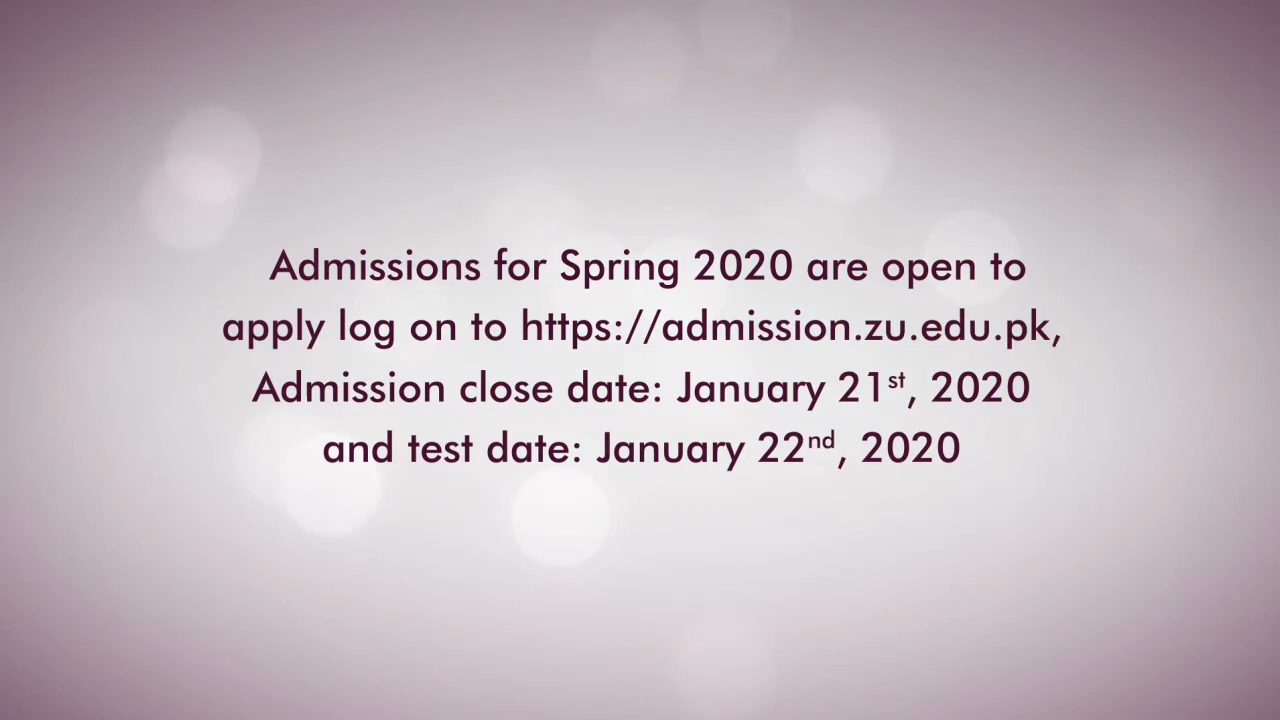 Admissions for Spring 2020 are open to
apply log on to https://admission.zu.edu.pk,
Admission close date: January 21st, 2020
and test date: January 22nd, 2020